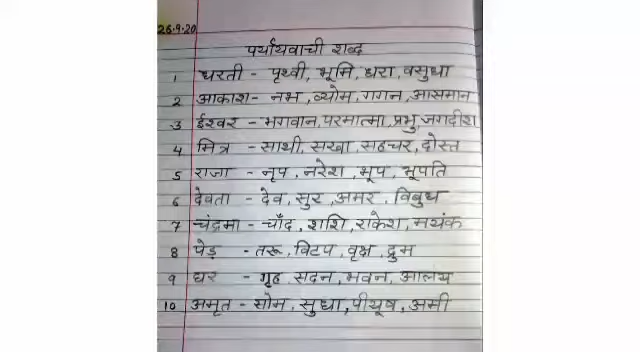 26.9.20
पर्यायवाची शब्द
1 धरती - पृथ्वी, भूमि, धरा, वसुधा
2 आकाश - नभ, व्योम, गगन, आसमान
3 ईश्वर - भगवान, परमात्मा, प्रभु, जगदीश
4 मित्र - साथी, सखा, सहचर, दोस्त
5 राजा - नृप, नरेश, भूप, भूपति
6 देवता - देव, सुर, अमर, विबुध
7 चंद्रमा - चाँद, शशि, राकेश, मयंक
8 पेड़ - तरू, विटप, वृक्ष, द्रुम
9 घर - गृह, सदन, भवन, आलय
10 अमृत - सोम, सुधा, पीयूष, अमी